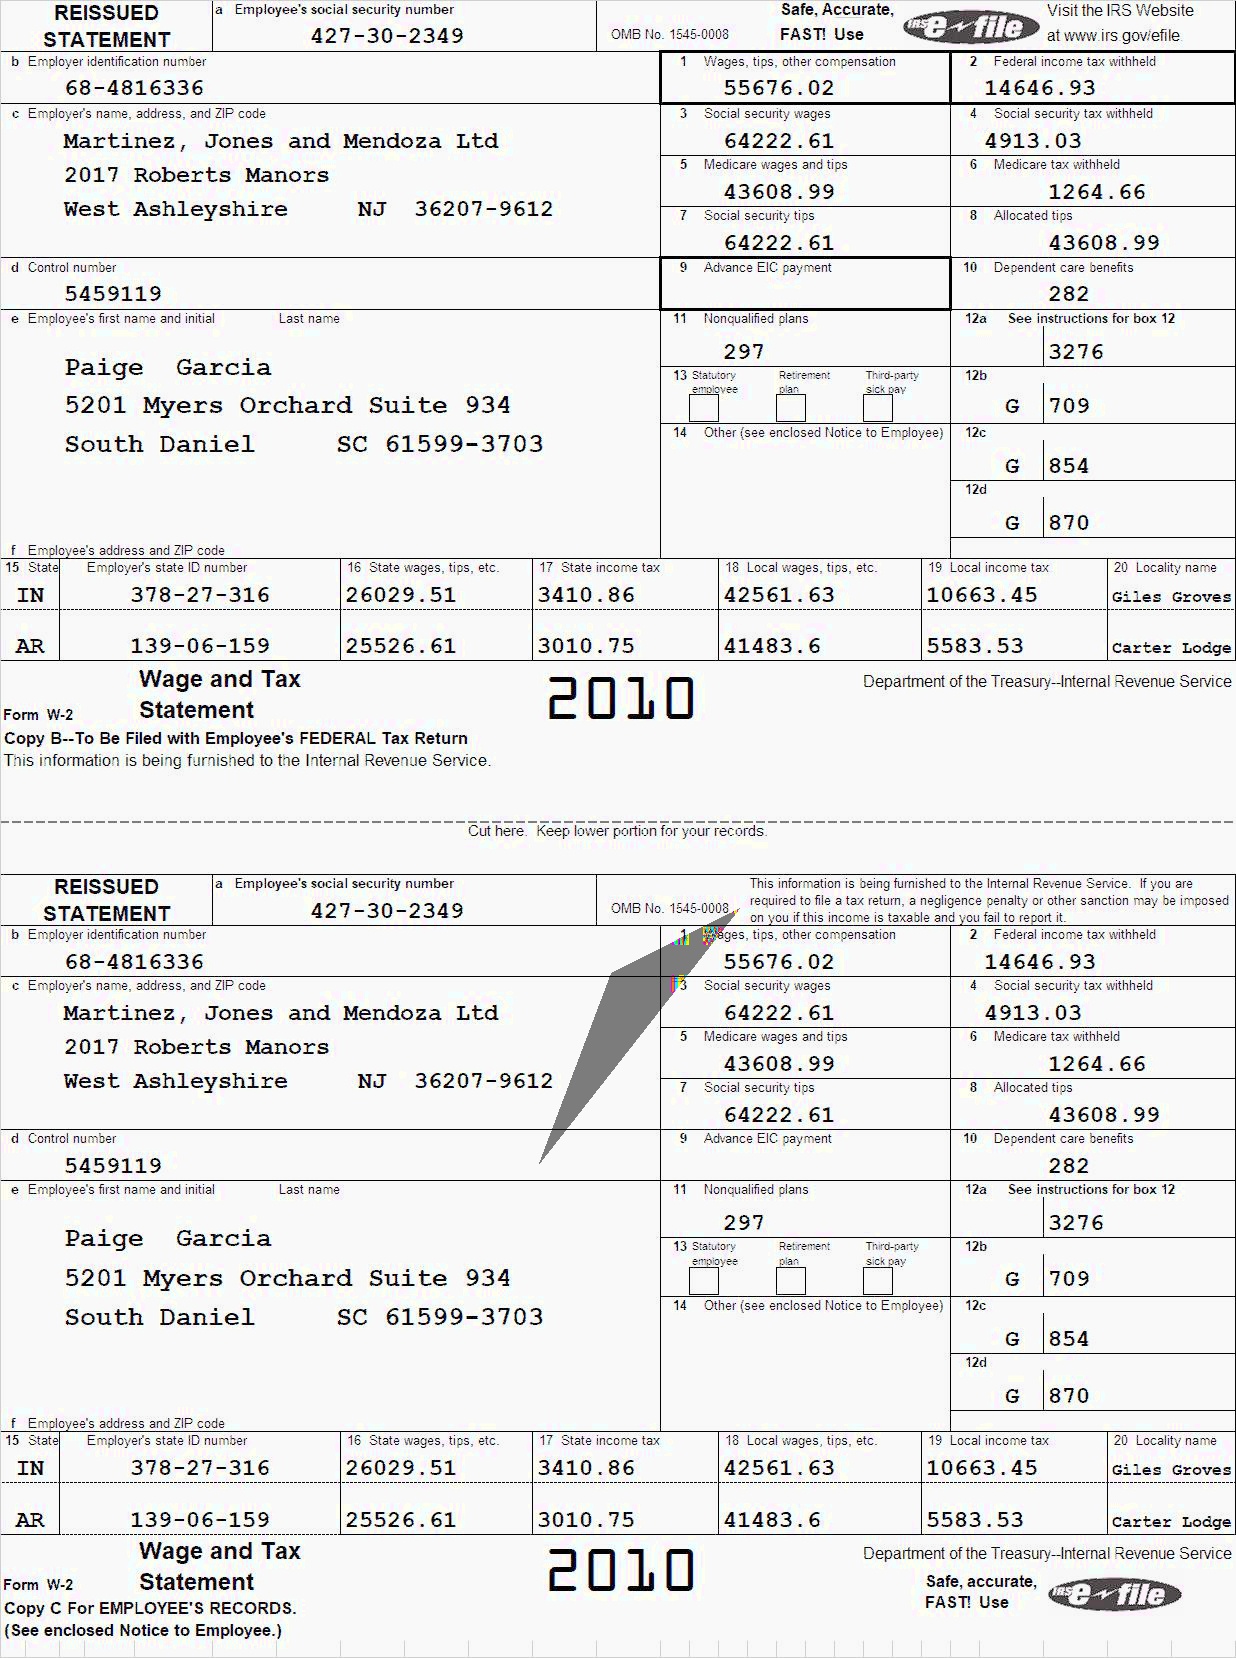 REISSUED STATEMENT
a Employee's social security number
427-30-2349
OMB No. 1545-0008
Safe, Accurate, FAST! Use
IRS e-file
Visit the IRS Website at www.irs gov/efile
b Employer identification number
68-4816336
1 Wages, tips, other compensation
55676.02
2 Federal income tax withheld
14646.93
c Employer's name, address, and ZIP code
Martinez, Jones and Mendoza Ltd
2017 Roberts Manors
West Ashleyshire NJ 36207-9612
3 Social security wages
64222.61
4 Social security tax withheld
4913.03
5 Medicare wages and tips
43608.99
6 Medicare tax withheld
1264.66
7 Social security tips
64222.61
8 Allocated tips
43608.99
d Control number
5459119
9 Advance EIC payment
10 Dependent care benefits
282
e Employee's first name and initial Last name
Paige Garcia
5201 Myers Orchard Suite 934
South Daniel SC 61599-3703
11 Nonqualified plans
297
12a See instructions for box 12
3276
13 Statutory employee Retirement plan Third-party sick pay
12b
G 709
14 Other (see enclosed Notice to Employee)
12c
G 854
12d
G 870
f Employee's address and ZIP code
15 State Employer's state ID number 16 State wages, tips, etc. 17 State income tax 18 Local wages, tips, etc. 19 Local income tax 20 Locality name
IN 378-27-316 26029.51 3410.86 42561.63 10663.45 Giles Groves
AR 139-06-159 25526.61 3010.75 41483.6 5583.53 Carter Lodge
Form W-2 Wage and Tax Statement
2010
Department of the Treasury--Internal Revenue Service
Copy B--To Be Filed with Employee's FEDERAL Tax Return
This information is being furnished to the Internal Revenue Service.
Cut here. Keep lower portion for your records.
REISSUED STATEMENT
a Employee's social security number
427-30-2349
OMB No. 1545-0008
This information is being furnished to the Internal Revenue Service. If you are
required to file a tax return, a negligence penalty or other sanction may be imposed
on you if this income is taxable and you fail to report it.
b Employer identification number
68-4816336
1 Wages, tips, other compensation
55676.02
2 Federal income tax withheld
14646.93
c Employer's name, address, and ZIP code
Martinez, Jones and Mendoza Ltd
2017 Roberts Manors
West Ashleyshire NJ 36207-9612
3 Social security wages
64222.61
4 Social security tax withheld
4913.03
5 Medicare wages and tips
43608.99
6 Medicare tax withheld
1264.66
7 Social security tips
64222.61
8 Allocated tips
43608.99
d Control number
5459119
9 Advance EIC payment
10 Dependent care benefits
282
e Employee's first name and initial Last name
Paige Garcia
5201 Myers Orchard Suite 934
South Daniel SC 61599-3703
11 Nonqualified plans
297
12a See instructions for box 12
3276
13 Statutory employee Retirement plan Third-party sick pay
12b
G 709
14 Other (see enclosed Notice to Employee)
12c
G 854
12d
G 870
f Employee's address and ZIP code
15 State Employer's state ID number 16 State wages, tips, etc. 17 State income tax 18 Local wages, tips, etc. 19 Local income tax 20 Locality name
IN 378-27-316 26029.51 3410.86 42561.63 10663.45 Giles Groves
AR 139-06-159 25526.61 3010.75 41483.6 5583.53 Carter Lodge
Form W-2 Wage and Tax Statement
2010
Department of the Treasury--Internal Revenue Service
Safe, accurate, FAST! Use
IRS e-file
Copy C For EMPLOYEE'S RECORDS.
(See enclosed Notice to Employee.)